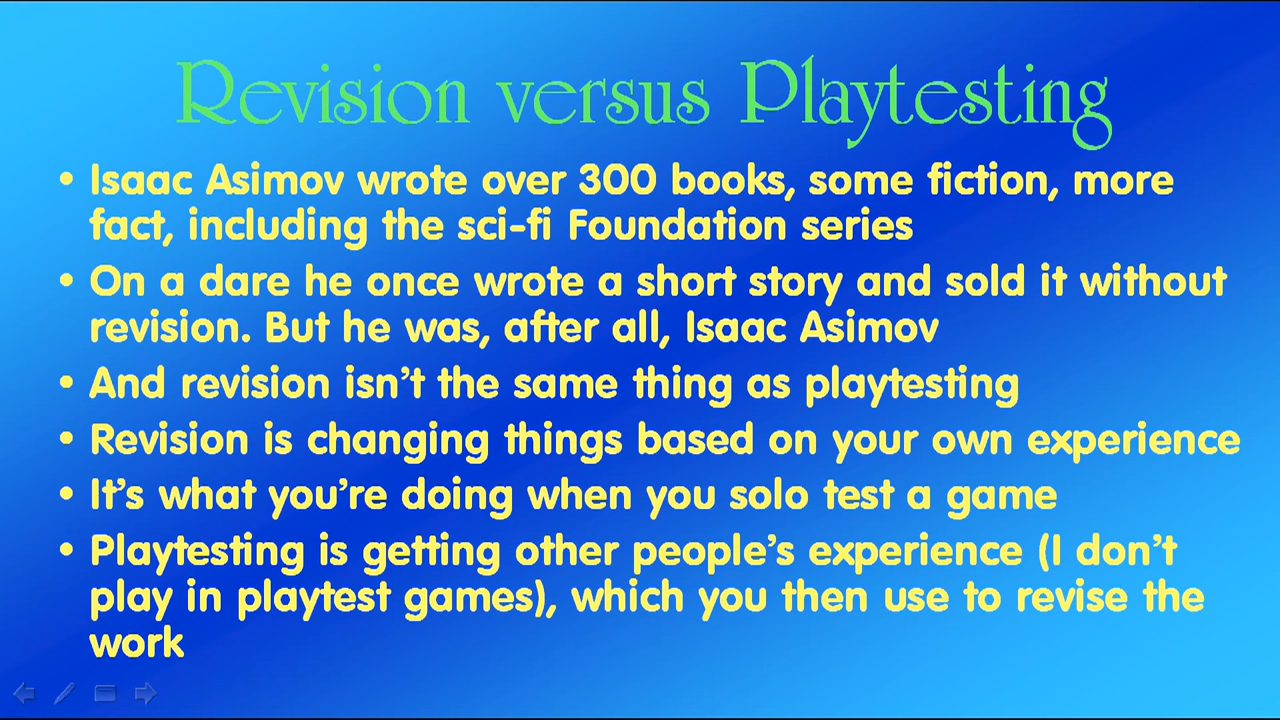 Revision versus Playtesting
• Isaac Asimov wrote over 300 books, some fiction, more
fact, including the sci-fi Foundation series
• On a dare he once wrote a short story and sold it without
revision. But he was, after all, Isaac Asimov
• And revision isn’t the same thing as playtesting
• Revision is changing things based on your own experience
• It’s what you’re doing when you solo test a game
• Playtesting is getting other people’s experience (I don’t
play in playtest games), which you then use to revise the
work